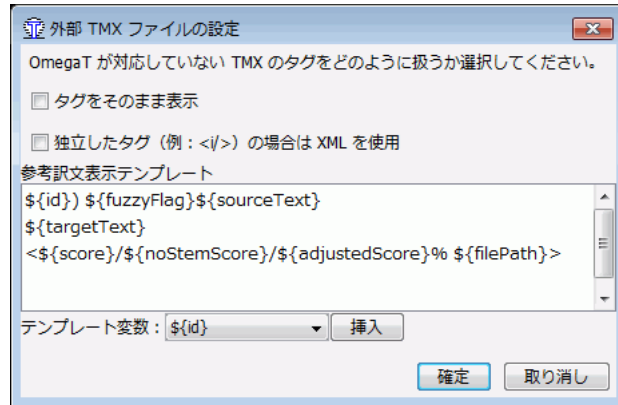 外部 TMX ファイルの設定
OmegaT が対応していない TMX のタグをどのように扱うか選択してください。
タグをそのまま表示
独立したタグ（例：<i/>）の場合は XML を使用
参考訳文表示テンプレート
${id}) ${fuzzyFlag}${sourceText}
${targetText}
<${score}/${noStemScore}/${adjustedScore}% ${filePath}>
テンプレート変数： ${id} 挿入
確定 取り消し